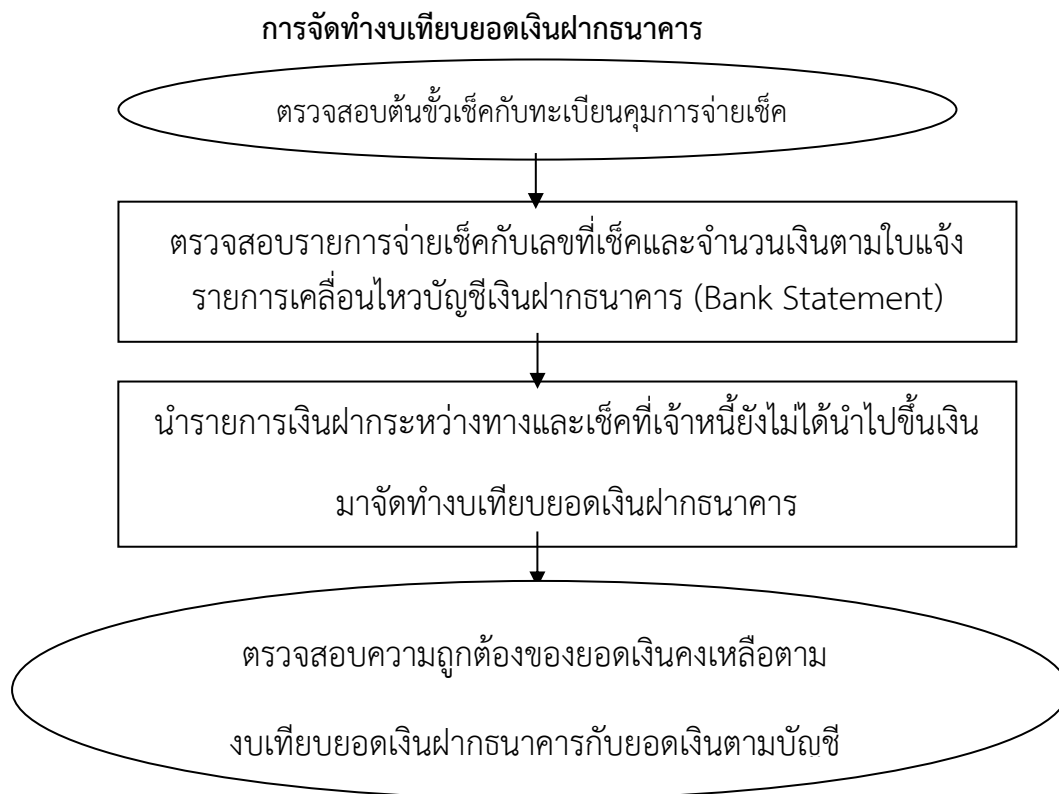 การจัดทำงบเทียบยอดเงินฝากธนาคาร
ตรวจสอบต้นขั้วเช็คกับทะเบียนคุมการจ่ายเช็ค
ตรวจสอบรายการจ่ายเช็คกับเลขที่เช็คและจำนวนเงินตามใบแจ้ง
รายการเคลื่อนไหวบัญชีเงินฝากธนาคาร (Bank Statement)
นำรายการเงินฝากระหว่างทางและเช็คที่เจ้าหนี้ยังไม่ได้นำไปขึ้นเงิน
มาจัดทำงบเทียบยอดเงินฝากธนาคาร
ตรวจสอบความถูกต้องของยอดเงินคงเหลือตาม
งบเทียบยอดเงินฝากธนาคารกับยอดเงินตามบัญชี